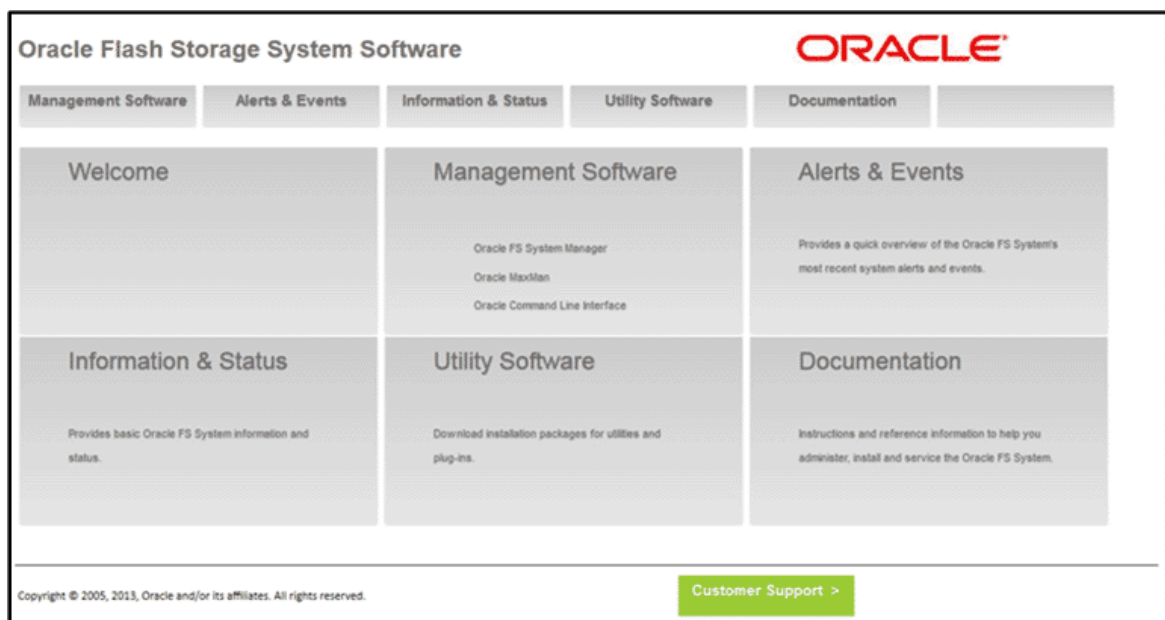 Oracle Flash Storage System Software
ORACLE
Management Software
Alerts & Events
Information & Status
Utility Software
Documentation
Welcome
Management Software
Oracle FS System Manager
Oracle MaxMan
Oracle Command Line Interface
Alerts & Events
Provides a quick overview of the Oracle FS System's
most recent system alerts and events.
Information & Status
Provides basic Oracle FS System information and
status.
Utility Software
Download installation packages for utilities and
plug-ins.
Documentation
Instructions and reference information to help you
administer, install and service the Oracle FS System.
Copyright © 2005, 2013, Oracle and/or its affiliates. All rights reserved.
Customer Support >